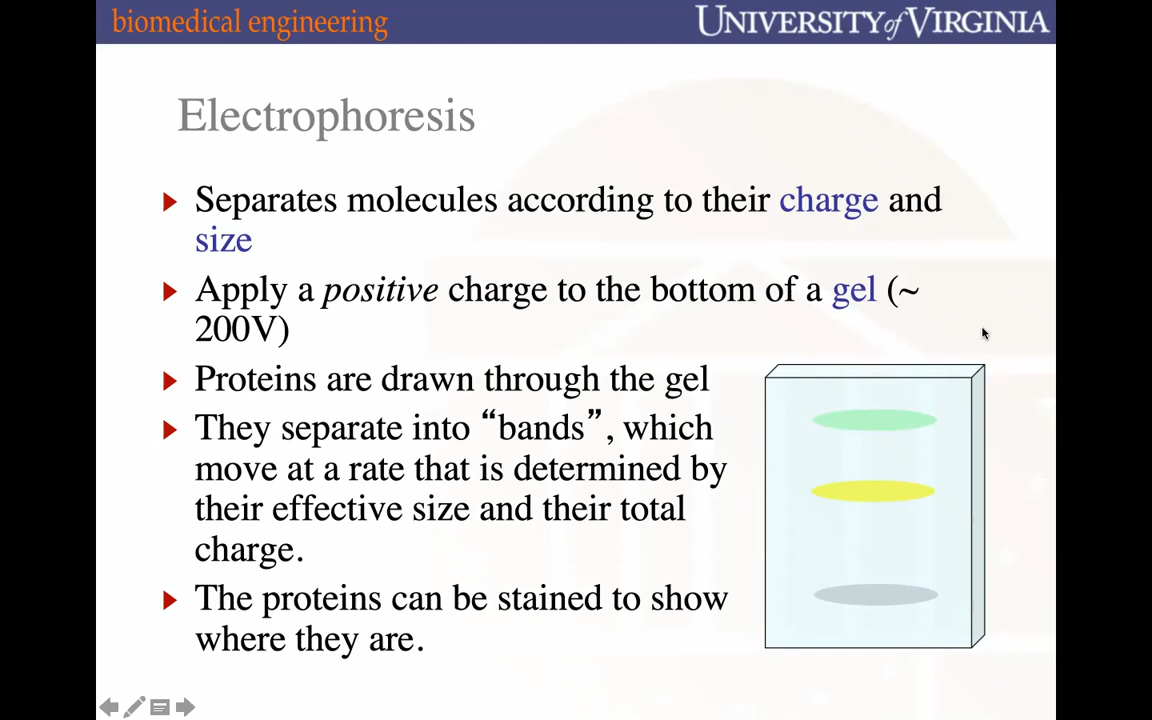 biomedical engineering
UNIVERSITY of VIRGINIA
Electrophoresis
Separates molecules according to their charge and
size
Apply a positive charge to the bottom of a gel (~
200V)
Proteins are drawn through the gel
They separate into “bands”, which
move at a rate that is determined by
their effective size and their total
charge.
The proteins can be stained to show
where they are.